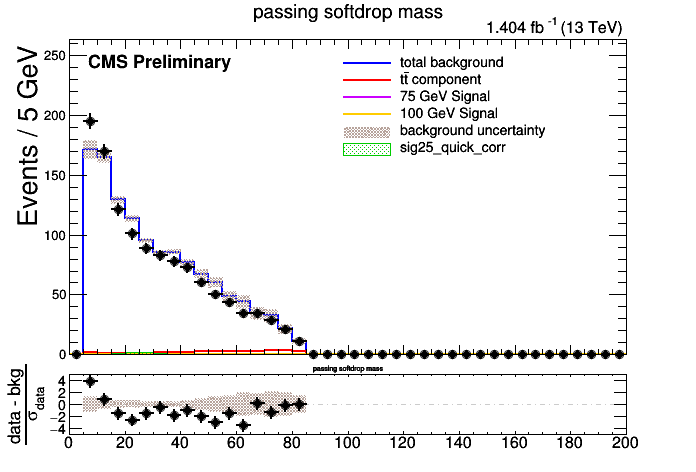 passing softdrop mass
1.404 fb -1 (13 TeV)
CMS Preliminary
total background
tt̄ component
75 GeV Signal
100 GeV Signal
background uncertainty
sig25_quick_corr
Events / 5 GeV
250
200
150
100
50
0
passing softdrop mass
data - bkg
σ data
4
2
0
−2
−4
0 20 40 60 80 100 120 140 160 180 200